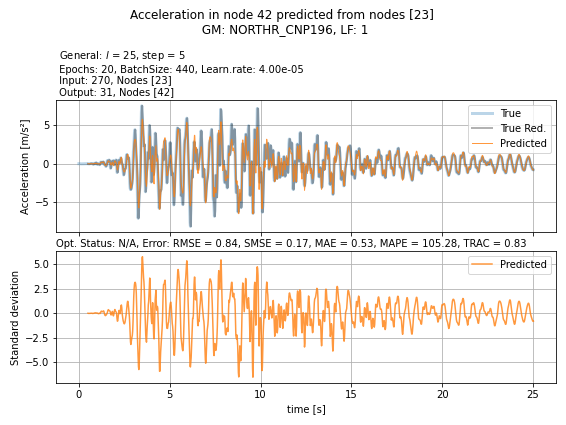 Acceleration in node 42 predicted from nodes [23]
GM: NORTHR_CNP196, LF: 1
General: l = 25, step = 5
Epochs: 20, BatchSize: 440, Learn.rate: 4.00e-05
Input: 270, Nodes [23]
Output: 31, Nodes [42]
Acceleration [m/s²]
5
0
−5
True
True Red.
Predicted
Opt. Status: N/A, Error: RMSE = 0.84, SMSE = 0.17, MAE = 0.53, MAPE = 105.28, TRAC = 0.83
Standard deviation
5.0
2.5
0.0
−2.5
−5.0
Predicted
0
5
10
15
20
25
time [s]